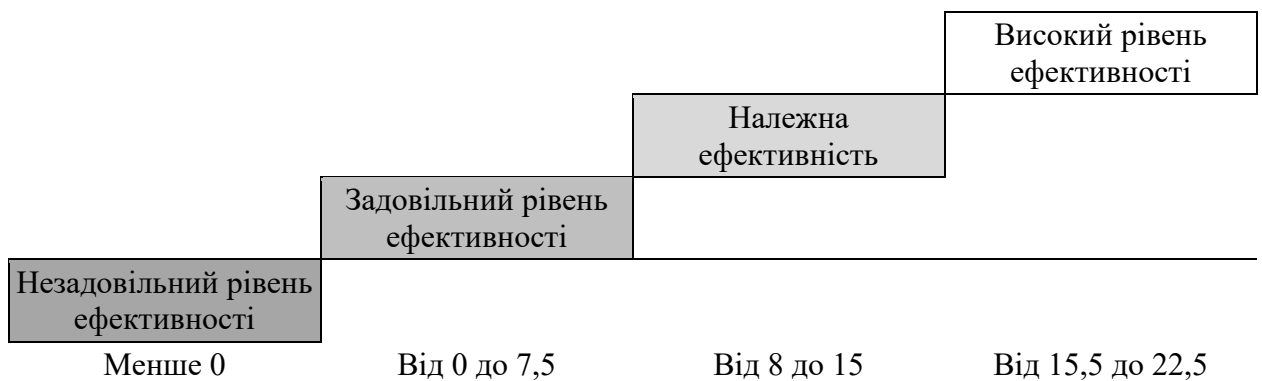 Високий рівень
ефективності
Належна
ефективність
Задовільний рівень
ефективності
Незадовільний рівень
ефективності
Менше 0
Від 0 до 7,5
Від 8 до 15
Від 15,5 до 22,5